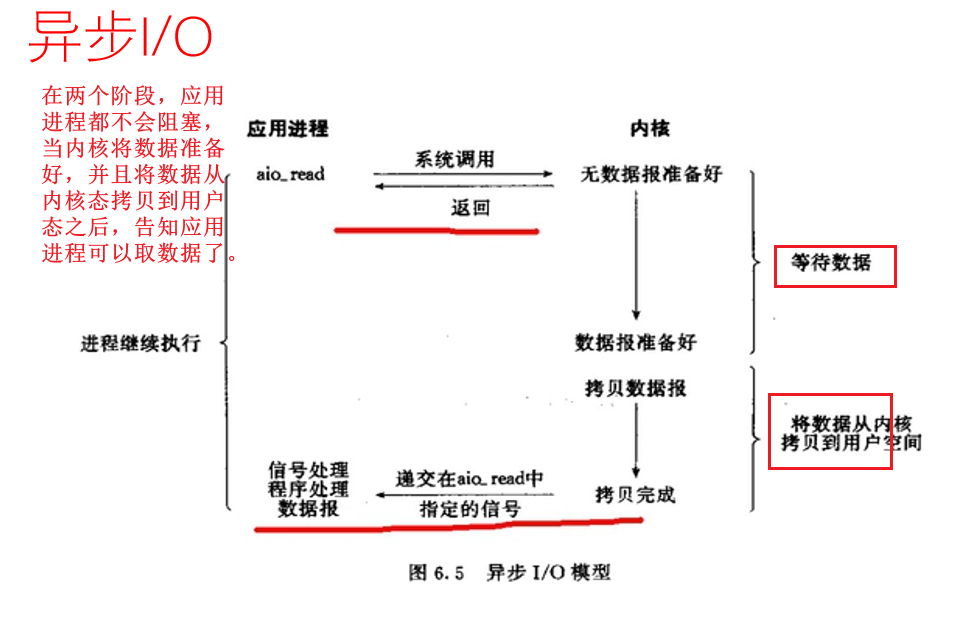 异步I/O
在两个阶段，应用
进程都不会阻塞，
当内核将数据准备
好，并且将数据从
内核态拷贝到用户
态之后，告知应用
进程可以取数据了。
应用进程
内核
aio_read
系统调用
无数据报准备好
返回
等待数据
进程继续执行
数据报准备好
拷贝数据报
将数据从内核
拷贝到用户空间
信号处理
程序处理
数据报
递交在aio_read中
指定的信号
拷贝完成
图 6.5 异步 I/O 模型